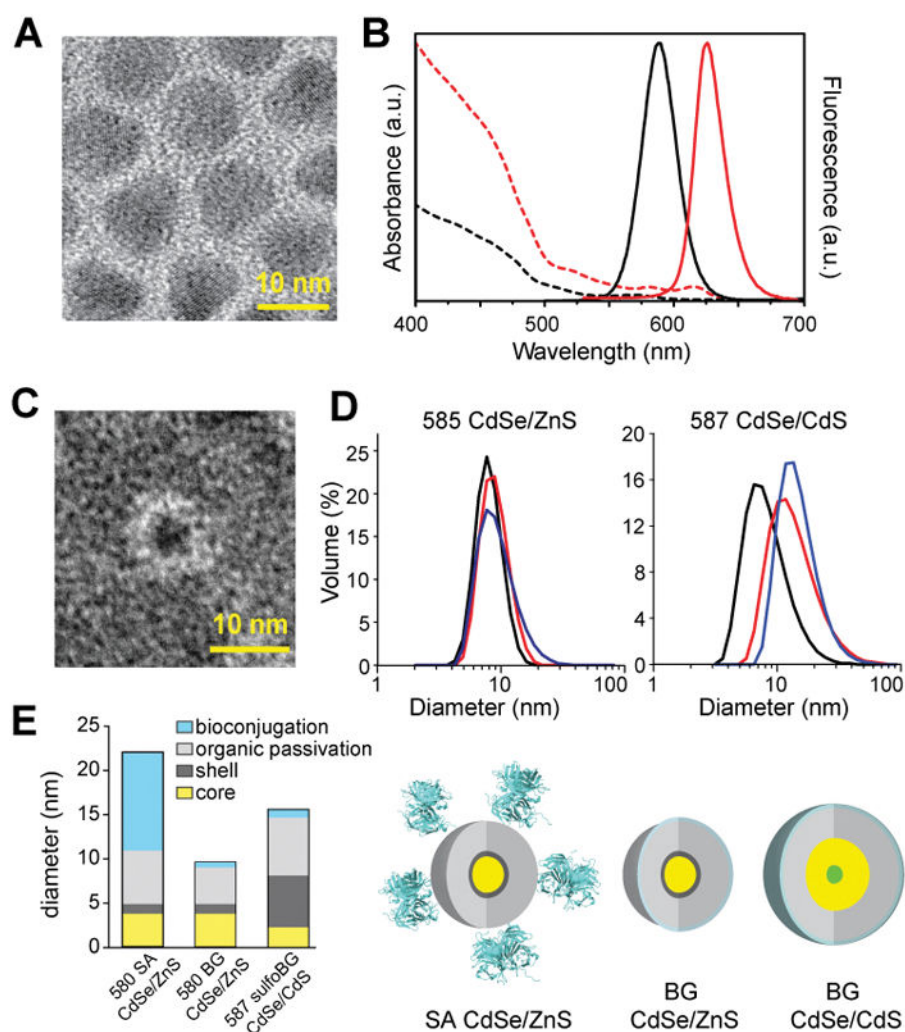 A
10 nm
B
Absorbance (a.u.)
Fluorescence (a.u.)
400
500
600
700
Wavelength (nm)
C
10 nm
D
585 CdSe/ZnS
587 CdSe/CdS
Volume (%)
25
20
15
10
5
0
1
10
100
Diameter (nm)
20
16
12
8
4
0
1
10
100
Diameter (nm)
E
diameter (nm)
25
20
15
10
5
0
bioconjugation
organic passivation
shell
core
580 SA
CdSe/ZnS
580 BG
CdSe/ZnS
587 sulfoBG
CdSe/CdS
SA CdSe/ZnS
BG
CdSe/ZnS
BG
CdSe/CdS